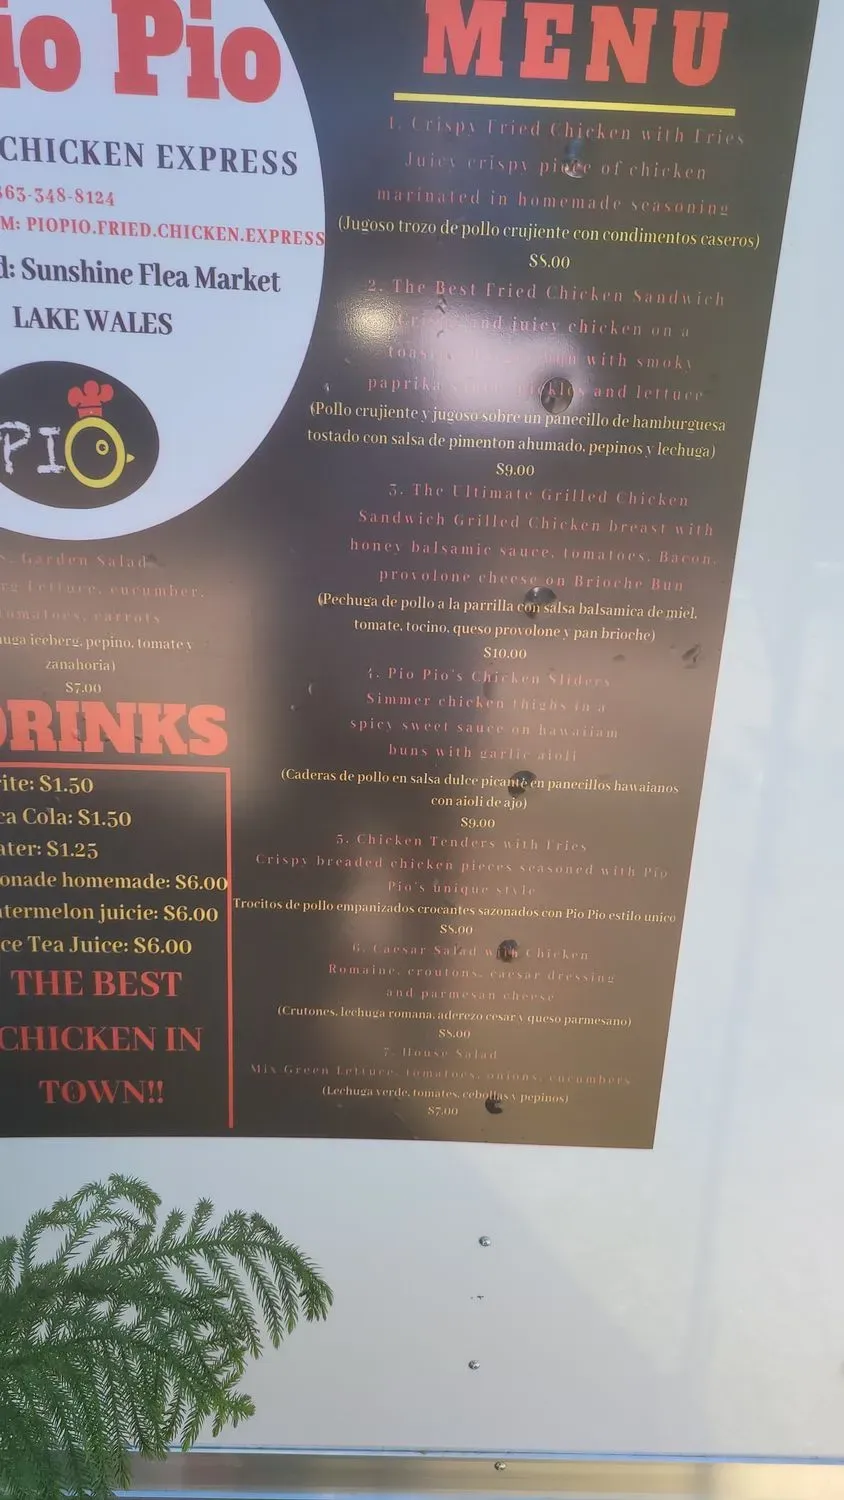 io Pio
CHICKEN EXPRESS
363-348-8124
M: PIOPIO.FRIED.CHICKEN.EXPRESS
d: Sunshine Flea Market
LAKE WALES
PIO
8. Garden Salad
rg Lettuce, cucumber,
tomatoes, carrots
huga iceberg, pepino, tomate y
zanahoria)
$7.00
DRINKS
ite: $1.50
ca Cola: $1.50
ater: $1.25
onade homemade: $6.00
atermelon juicie: $6.00
ce Tea Juice: $6.00
THE BEST
CHICKEN IN
TOWN!!
MENU
1. Crispy Fried Chicken with Fries
Juicy crispy piece of chicken
marinated in homemade seasoning
(Jugoso trozo de pollo crujiente con condimentos caseros)
$8.00
2. The Best Fried Chicken Sandwich
and juicy chicken on a
with smoky
paprika pickles and lettuce
(Pollo crujiente y jugoso sobre un panecillo de hamburguesa
tostado con salsa de pimenton ahumado, pepinos y lechuga)
$9.00
3. The Ultimate Grilled Chicken
Sandwich Grilled Chicken breast with
honey balsamic sauce, tomatoes, Bacon,
provolone cheese on Brioche Bun
(Pechuga de pollo a la parrilla con salsa balsamica de miel,
tomate, tocino, queso provolone y pan brioche)
$10.00
4. Pio Pio's Chicken Sliders
Simmer chicken thighs in a
spicy sweet sauce on hawaiiam
buns with garlic aioli
(Caderas de pollo en salsa dulce picante en panecillos hawaianos
con aioli de ajo)
$9.00
5. Chicken Tenders with Fries
Crispy breaded chicken pieces seasoned with Pio
Pio's unique style
Trocitos de pollo empanizados crocantes sazonados con Pio Pio estilo unico
$8.00
6. Caesar Salad with Chicken
Romaine, croutons, caesar dressing
and parmesan cheese
(Crutones, lechuga romana, aderezo cesar y queso parmesano)
$8.00
7. House Salad
Mix Green Lettuce, tomatoes, onions, cucumbers
(Lechuga verde, tomates, cebollas y pepinos)
$7.00